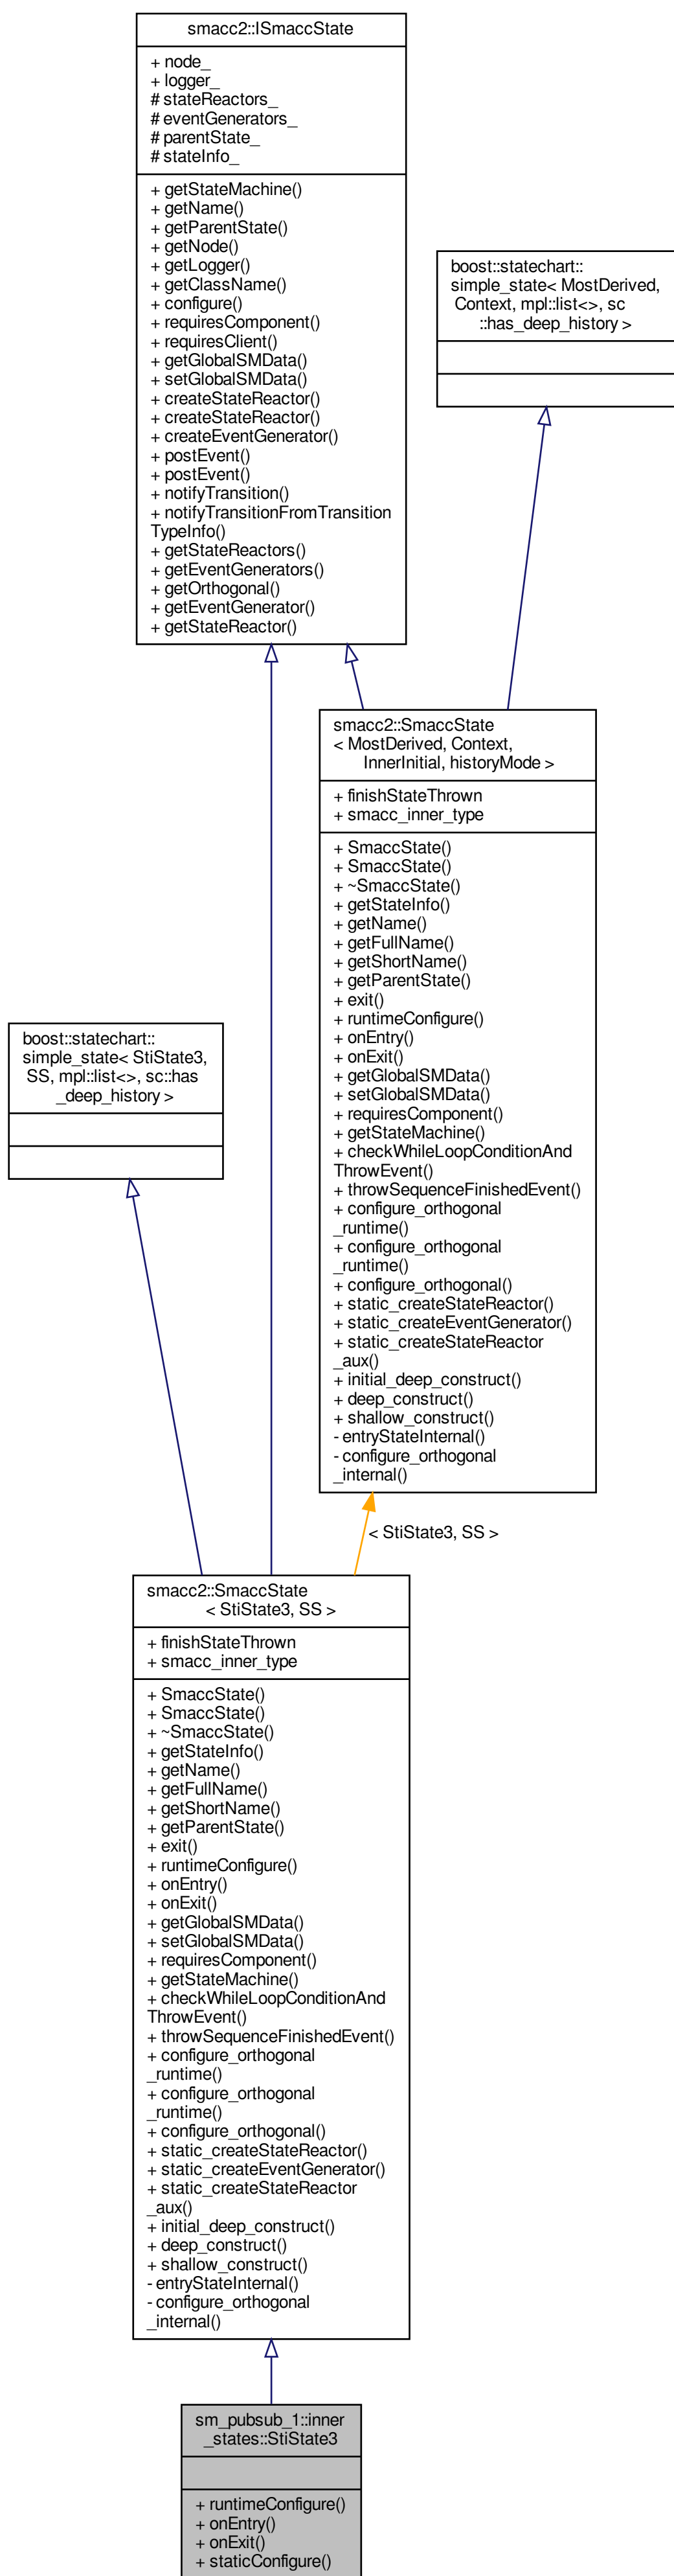 smacc2::ISmaccState
+ node_
+ logger_
# stateReactors_
# eventGenerators_
# parentState_
# stateInfo_
+ getStateMachine()
+ getName()
+ getParentState()
+ getNode()
+ getLogger()
+ getClassName()
+ configure()
+ requiresComponent()
+ requiresClient()
+ getGlobalSMData()
+ setGlobalSMData()
+ createStateReactor()
+ createStateReactor()
+ createEventGenerator()
+ postEvent()
+ postEvent()
+ notifyTransition()
+ notifyTransitionFromTransition
TypeInfo()
+ getStateReactors()
+ getEventGenerators()
+ getOrthogonal()
+ getEventGenerator()
+ getStateReactor()
boost::statechart::
simple_state< MostDerived,
Context, mpl::list<>, sc
::has_deep_history >
smacc2::SmaccState
< MostDerived, Context,
InnerInitial, historyMode >
+ finishStateThrown
+ smacc_inner_type
+ SmaccState()
+ SmaccState()
+ ~SmaccState()
+ getStateInfo()
+ getName()
+ getFullName()
+ getShortName()
+ getParentState()
+ exit()
+ runtimeConfigure()
+ onEntry()
+ onExit()
+ getGlobalSMData()
+ setGlobalSMData()
+ requiresComponent()
+ getStateMachine()
+ checkWhileLoopConditionAnd
ThrowEvent()
+ throwSequenceFinishedEvent()
+ configure_orthogonal
_runtime()
+ configure_orthogonal
_runtime()
+ configure_orthogonal()
+ static_createStateReactor()
+ static_createEventGenerator()
+ static_createStateReactor
_aux()
+ initial_deep_construct()
+ deep_construct()
+ shallow_construct()
- entryStateInternal()
- configure_orthogonal
_internal()
boost::statechart::
simple_state< StiState3,
SS, mpl::list<>, sc::has
_deep_history >
< StiState3, SS >
smacc2::SmaccState
< StiState3, SS >
+ finishStateThrown
+ smacc_inner_type
+ SmaccState()
+ SmaccState()
+ ~SmaccState()
+ getStateInfo()
+ getName()
+ getFullName()
+ getShortName()
+ getParentState()
+ exit()
+ runtimeConfigure()
+ onEntry()
+ onExit()
+ getGlobalSMData()
+ setGlobalSMData()
+ requiresComponent()
+ getStateMachine()
+ checkWhileLoopConditionAnd
ThrowEvent()
+ throwSequenceFinishedEvent()
+ configure_orthogonal
_runtime()
+ configure_orthogonal
_runtime()
+ configure_orthogonal()
+ static_createStateReactor()
+ static_createEventGenerator()
+ static_createStateReactor
_aux()
+ initial_deep_construct()
+ deep_construct()
+ shallow_construct()
- entryStateInternal()
- configure_orthogonal
_internal()
sm_pubsub_1::inner
_states::StiState3
+ runtimeConfigure()
+ onEntry()
+ onExit()
+ staticConfigure()